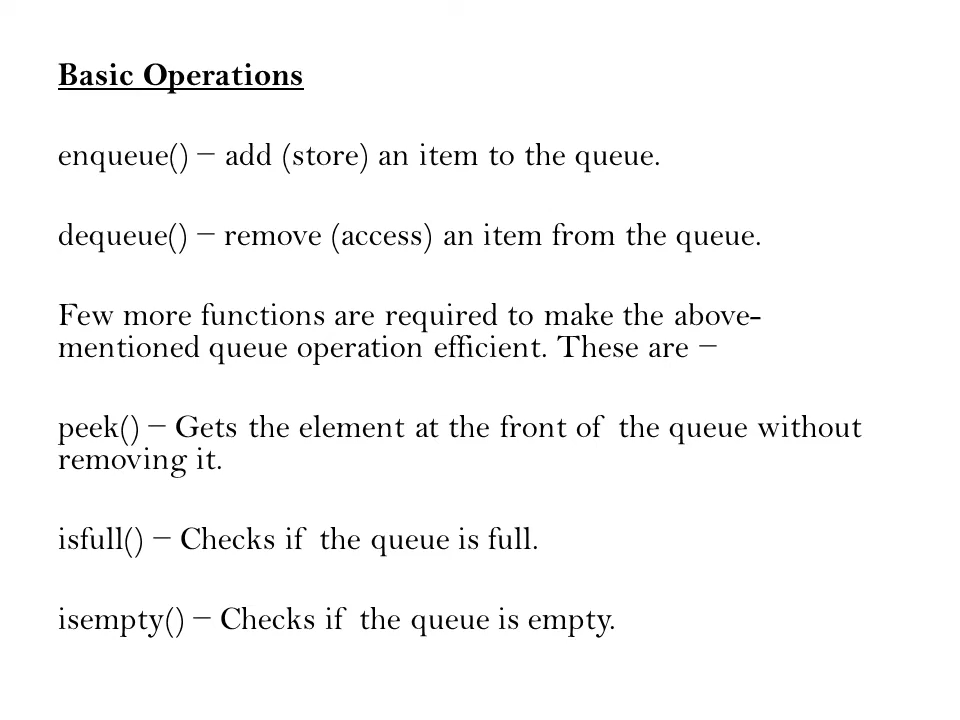 Basic Operations
enqueue() − add (store) an item to the queue.
dequeue() − remove (access) an item from the queue.
Few more functions are required to make the above-
mentioned queue operation efficient. These are −
peek() − Gets the element at the front of the queue without
removing it.
isfull() − Checks if the queue is full.
isempty() − Checks if the queue is empty.